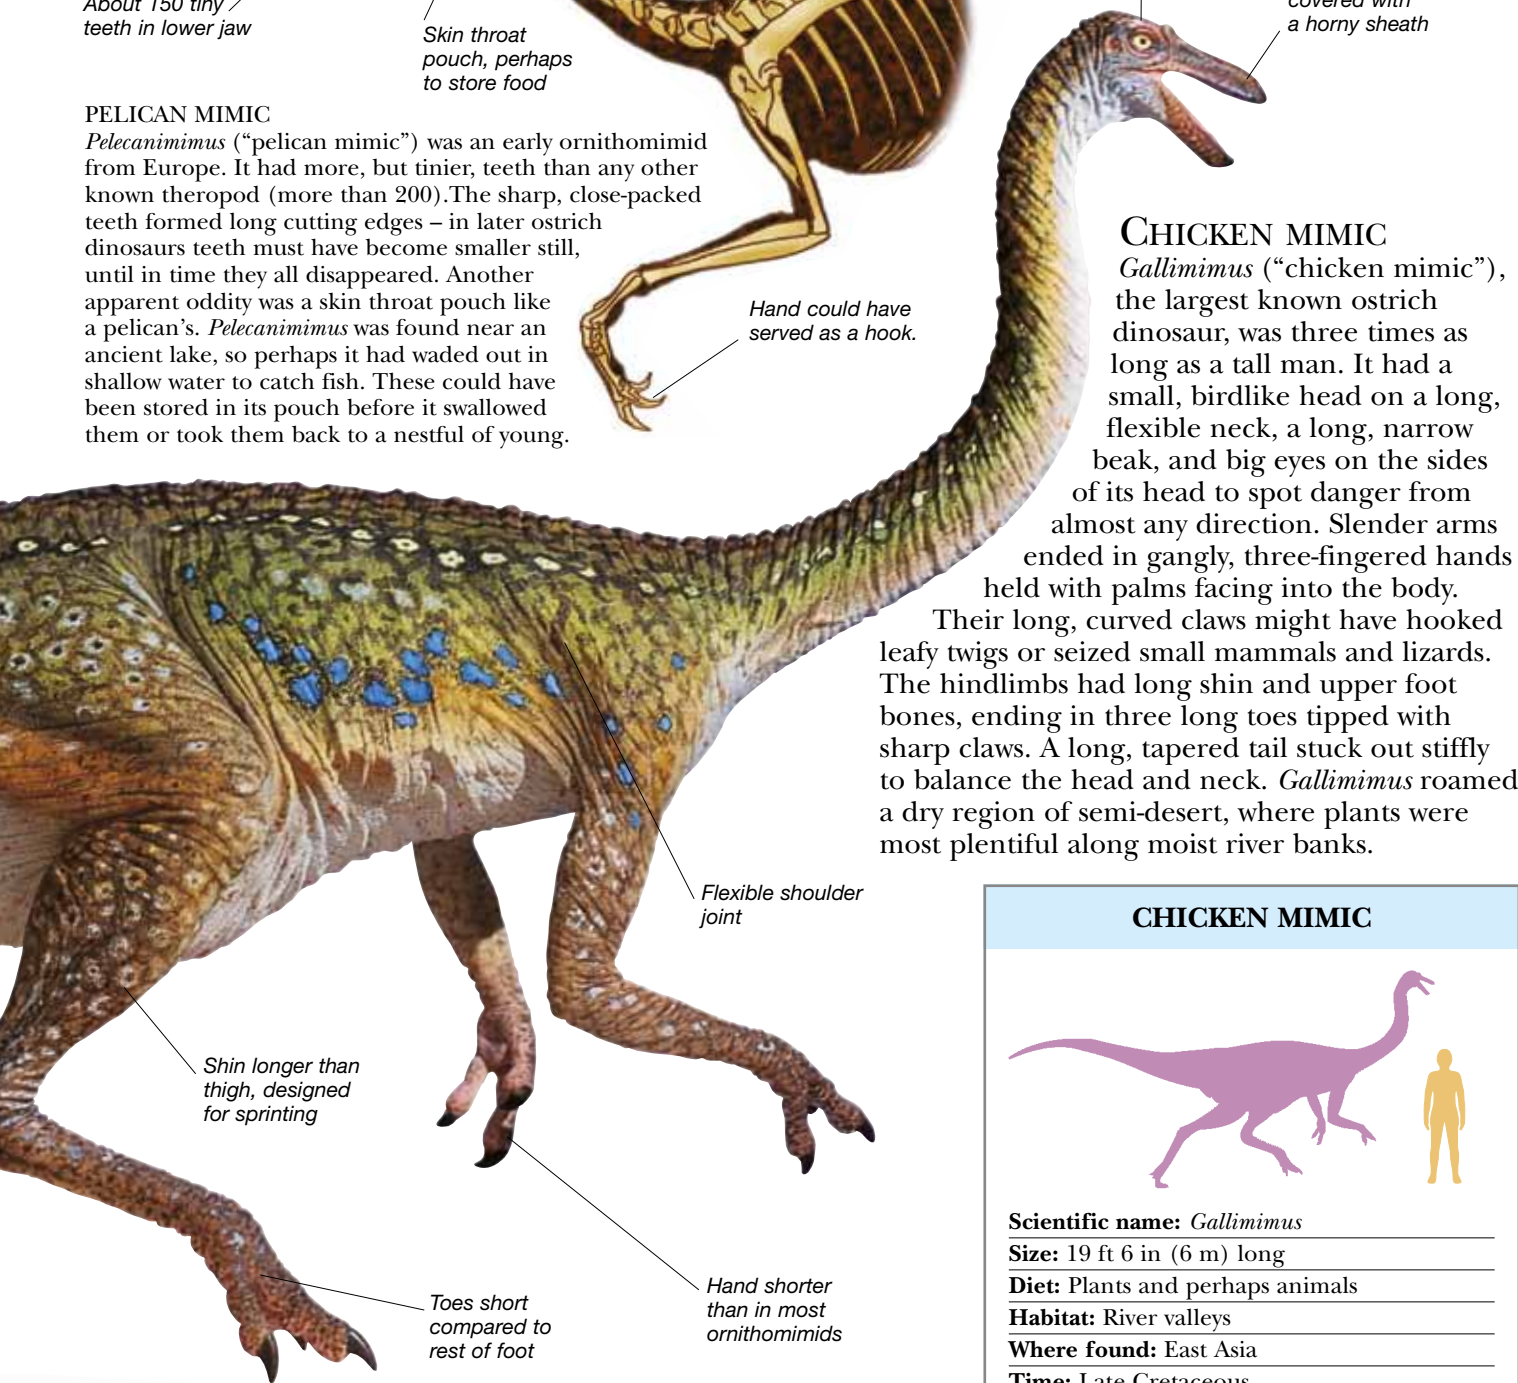 About 150 tiny
teeth in lower jaw
Skin throat
pouch, perhaps
to store food
covered with
a horny sheath
PELICAN MIMIC
Pelecanimimus (“pelican mimic”) was an early ornithomimid
from Europe. It had more, but tinier, teeth than any other
known theropod (more than 200).The sharp, close-packed
teeth formed long cutting edges – in later ostrich
dinosaurs teeth must have become smaller still,
until in time they all disappeared. Another
apparent oddity was a skin throat pouch like
a pelican’s. Pelecanimimus was found near an
ancient lake, so perhaps it had waded out in
shallow water to catch fish. These could have
been stored in its pouch before it swallowed
them or took them back to a nestful of young.
Hand could have
served as a hook.
CHICKEN MIMIC
Gallimimus (“chicken mimic”),
the largest known ostrich
dinosaur, was three times as
long as a tall man. It had a
small, birdlike head on a long,
flexible neck, a long, narrow
beak, and big eyes on the sides
of its head to spot danger from
almost any direction. Slender arms
ended in gangly, three-fingered hands
held with palms facing into the body.
Their long, curved claws might have hooked
leafy twigs or seized small mammals and lizards.
The hindlimbs had long shin and upper foot
bones, ending in three long toes tipped with
sharp claws. A long, tapered tail stuck out stiffly
to balance the head and neck. Gallimimus roamed
a dry region of semi-desert, where plants were
most plentiful along moist river banks.
Flexible shoulder
joint
Shin longer than
thigh, designed
for sprinting
Toes short
compared to
rest of foot
Hand shorter
than in most
ornithomimids
CHICKEN MIMIC
Scientific name: Gallimimus
Size: 19 ft 6 in (6 m) long
Diet: Plants and perhaps animals
Habitat: River valleys
Where found: East Asia
Time: Late Cretaceous